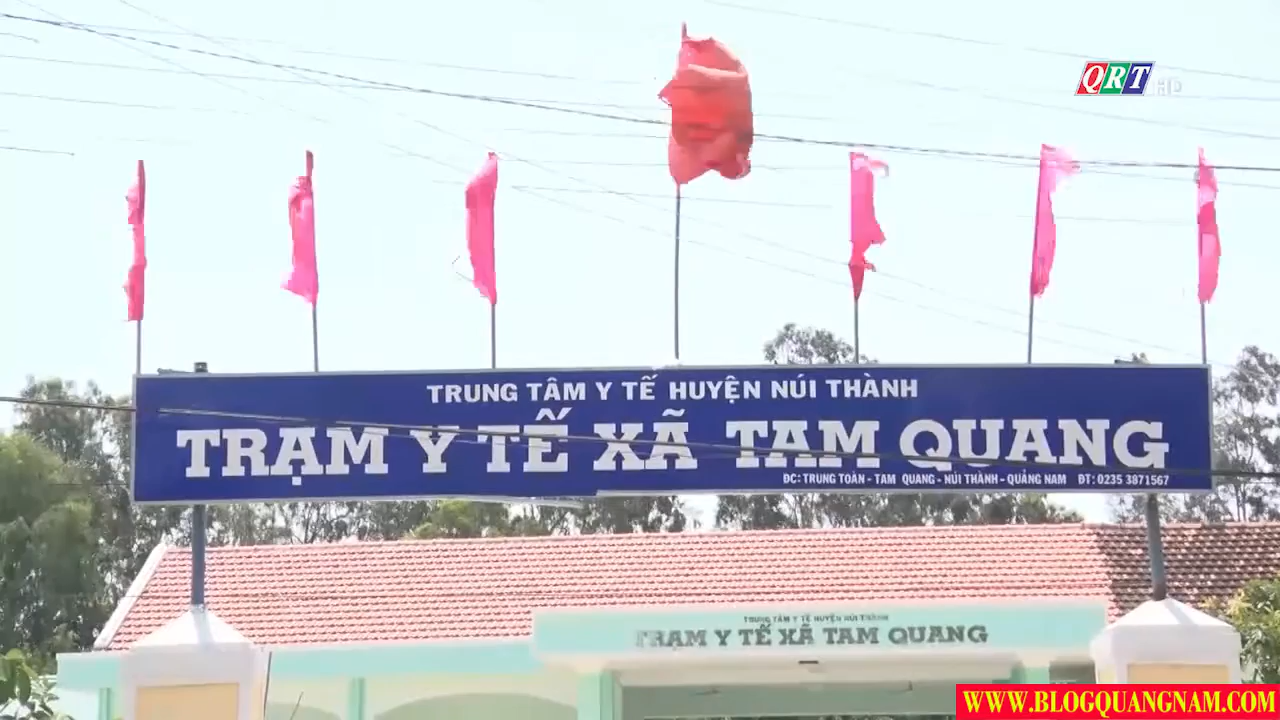 QRT HD
TRUNG TÂM Y TẾ HUYỆN NÚI THÀNH
TRẠM Y TẾ XÃ TAM QUANG
ĐC: TRUNG TOÀN - TAM QUANG - NÚI THÀNH - QUẢNG NAM ĐT: 0235 3871567
TRUNG TÂM Y TẾ HUYỆN NÚI THÀNH
TRẠM Y TẾ XÃ TAM QUANG
WWW.BLOGQUANGNAM.COM